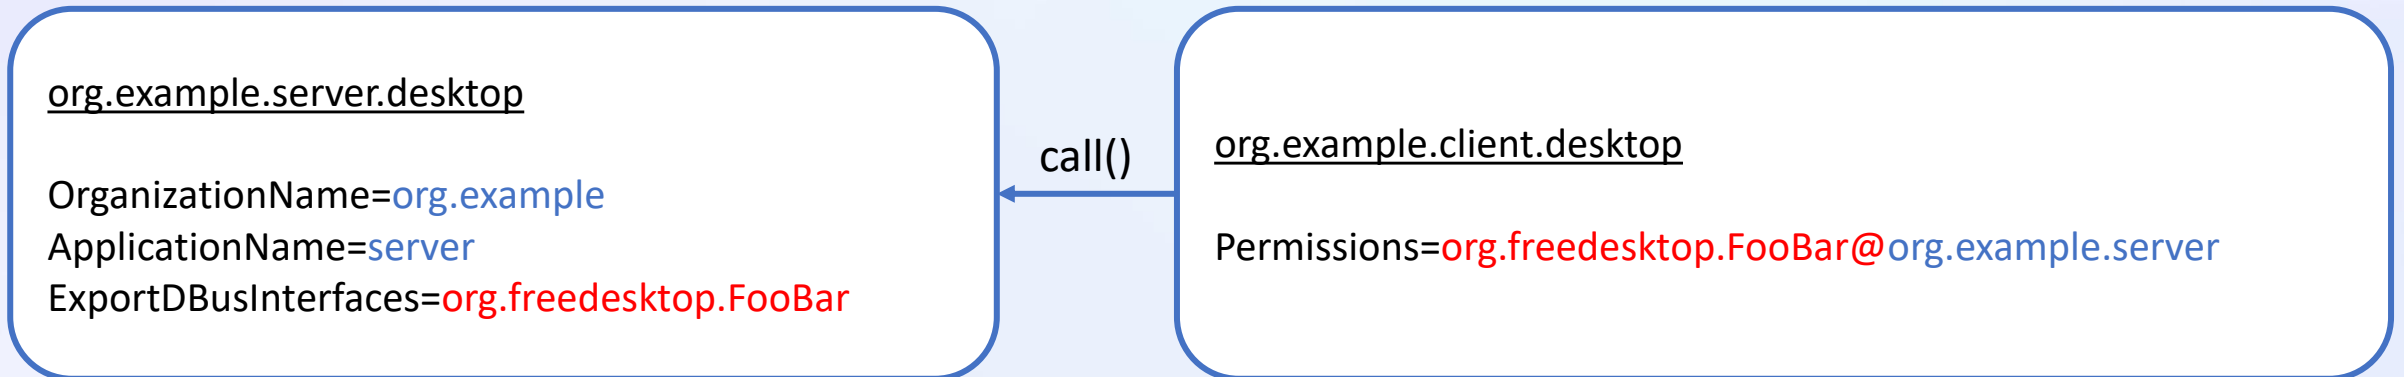 org.example.server.desktop
OrganizationName=org.example
ApplicationName=server
ExportDBusInterfaces=org.freedesktop.FooBar
call()
org.example.client.desktop
Permissions=org.freedesktop.FooBar@org.example.server